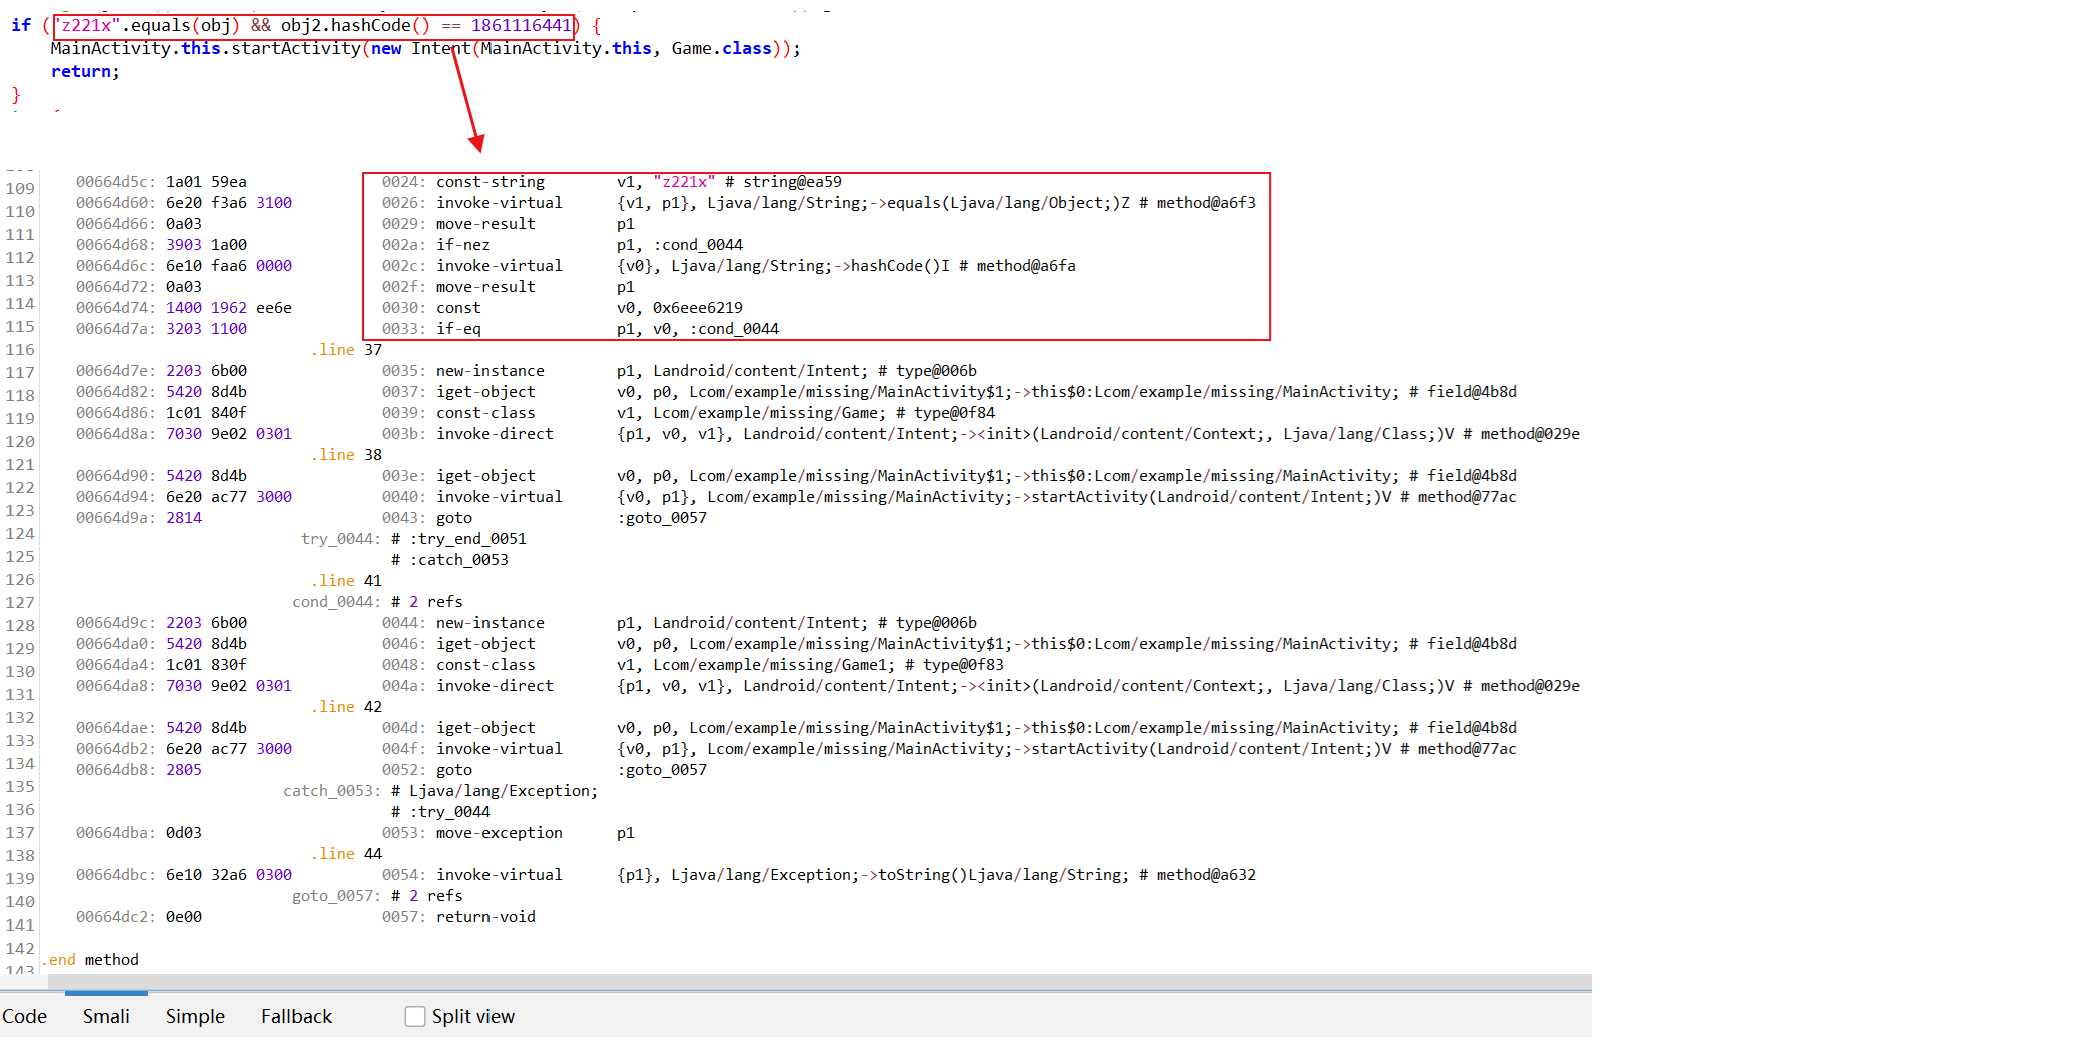 if ("z221x".equals(obj) && obj2.hashCode() == 1861116441) {
MainActivity.this.startActivity(new Intent(MainActivity.this, Game.class));
return;
}
109 00664d5c: 1a01 59ea 0024: const-string v1, "z221x" # string@ea59
110 00664d60: 6e20 f3a6 3100 0026: invoke-virtual {v1, p1}, Ljava/lang/String;->equals(Ljava/lang/Object;)Z # method@a6f3
111 00664d66: 0a03 0029: move-result p1
112 00664d68: 3903 1a00 002a: if-nez p1, :cond_0044
113 00664d6c: 6e10 faa6 0000 002c: invoke-virtual {v0}, Ljava/lang/String;->hashCode()I # method@a6fa
114 00664d72: 0a03 002f: move-result p1
115 00664d74: 1400 1962 ee6e 0030: const v0, 0x6eee6219
116 00664d7a: 3203 1100 0033: if-eq p1, v0, :cond_0044
.line 37
117 00664d7e: 2203 6b00 0035: new-instance p1, Landroid/content/Intent; # type@006b
118 00664d82: 5420 8d4b 0037: iget-object v0, p0, Lcom/example/missing/MainActivity$1;->this$0:Lcom/example/missing/MainActivity; # field@4b8d
119 00664d86: 1c01 840f 0039: const-class v1, Lcom/example/missing/Game; # type@0f84
120 00664d8a: 7030 9e02 0301 003b: invoke-direct {p1, v0, v1}, Landroid/content/Intent;-><init>(Landroid/content/Context;, Ljava/lang/Class;)V # method@029e
121 .line 38
122 00664d90: 5420 8d4b 003e: iget-object v0, p0, Lcom/example/missing/MainActivity$1;->this$0:Lcom/example/missing/MainActivity; # field@4b8d
123 00664d94: 6e20 ac77 3000 0040: invoke-virtual {v0, p1}, Lcom/example/missing/MainActivity;->startActivity(Landroid/content/Intent;)V # method@77ac
124 00664d9a: 2814 0043: goto :goto_0057
125 try_0044: # :try_end_0051
# :catch_0053
126 .line 41
127 cond_0044: # 2 refs
128 00664d9c: 2203 6b00 0044: new-instance p1, Landroid/content/Intent; # type@006b
129 00664da0: 5420 8d4b 0046: iget-object v0, p0, Lcom/example/missing/MainActivity$1;->this$0:Lcom/example/missing/MainActivity; # field@4b8d
130 00664da4: 1c01 830f 0048: const-class v1, Lcom/example/missing/Game1; # type@0f83
131 00664da8: 7030 9e02 0301 004a: invoke-direct {p1, v0, v1}, Landroid/content/Intent;-><init>(Landroid/content/Context;, Ljava/lang/Class;)V # method@029e
132 .line 42
133 00664dae: 5420 8d4b 004d: iget-object v0, p0, Lcom/example/missing/MainActivity$1;->this$0:Lcom/example/missing/MainActivity; # field@4b8d
134 00664db2: 6e20 ac77 3000 004f: invoke-virtual {v0, p1}, Lcom/example/missing/MainActivity;->startActivity(Landroid/content/Intent;)V # method@77ac
135 00664db8: 2805 0052: goto :goto_0057
catch_0053: # Ljava/lang/Exception;
136 # :try_0044
137 00664dba: 0d03 0053: move-exception p1
138 .line 44
139 00664dbc: 6e10 32a6 0300 0054: invoke-virtual {p1}, Ljava/lang/Exception;->toString()Ljava/lang/String; # method@a632
140 goto_0057: # 2 refs
141 00664dc2: 0e00 0057: return-void
142
143 .end method
Code Smali Simple Fallback Split view